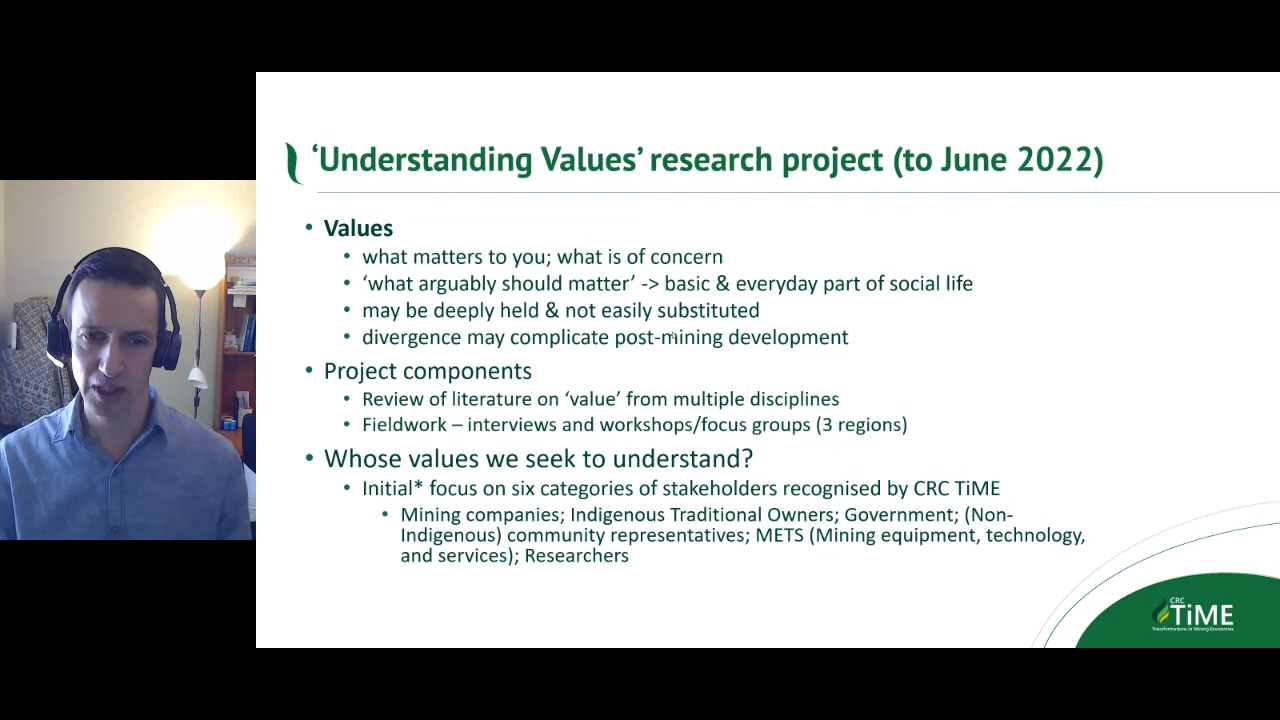 ‘Understanding Values’ research project (to June 2022)
• Values
• what matters to you; what is of concern
• ‘what arguably should matter’ -> basic & everyday part of social life
• may be deeply held & not easily substituted
• divergence may complicate post-mining development
• Project components
• Review of literature on ‘value’ from multiple disciplines
• Fieldwork – interviews and workshops/focus groups (3 regions)
• Whose values we seek to understand?
• Initial* focus on six categories of stakeholders recognised by CRC TiME
• Mining companies; Indigenous Traditional Owners; Government; (Non-
Indigenous) community representatives; METS (Mining equipment, technology,
and services); Researchers
CRC
TiME
Transformations in Mining Economies